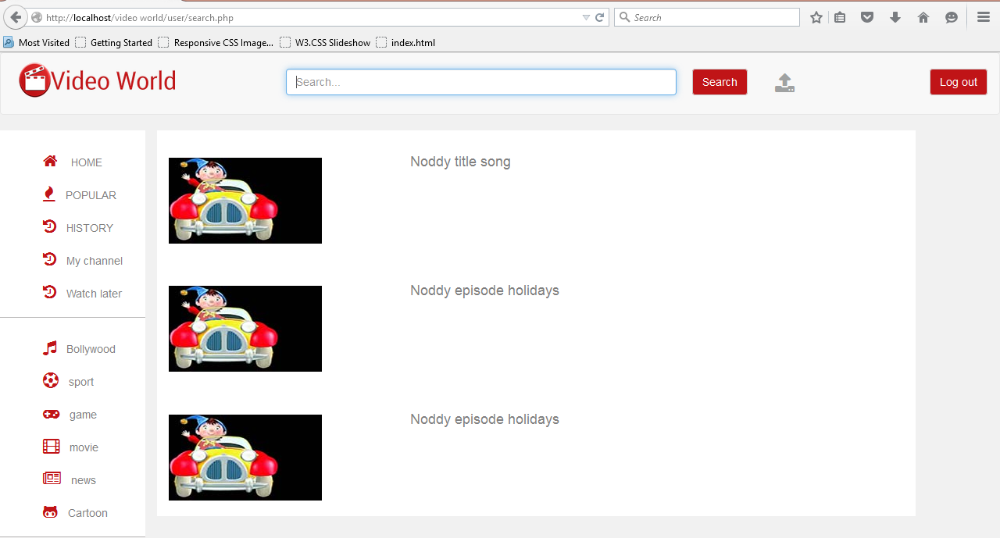 http://localhost/video world/user/search.php
Search
Most Visited
Getting Started
Responsive CSS Image...
W3.CSS Slideshow
index.html
Video World
Search...
Search
Log out
HOME
POPULAR
HISTORY
My channel
Watch later
Bollywood
sport
game
movie
news
Cartoon
Noddy title song
Noddy episode holidays
Noddy episode holidays